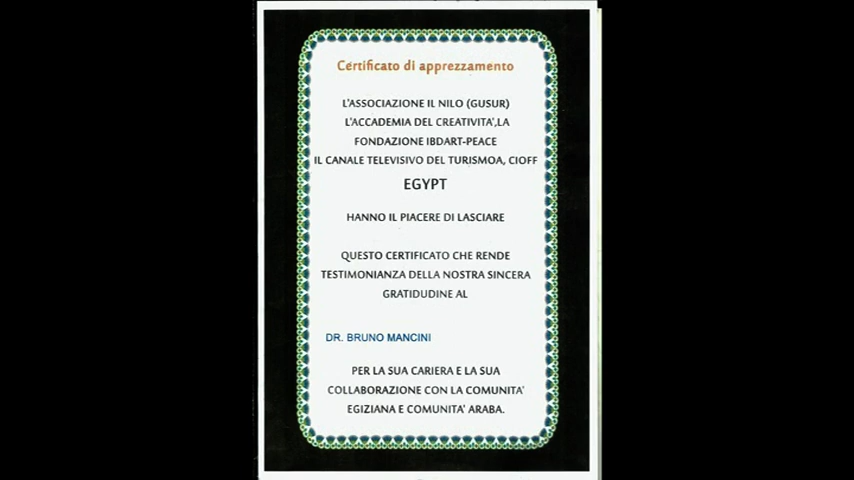 Certificato di apprezzamento
L'ASSOCIAZIONE IL NILO (GUSUR)
L'ACCADEMIA DEL CREATIVITA',LA
FONDAZIONE IBDART-PEACE
IL CANALE TELEVISIVO DEL TURISMOA, CIOFF
EGYPT
HANNO IL PIACERE DI LASCIARE
QUESTO CERTIFICATO CHE RENDE
TESTIMONIANZA DELLA NOSTRA SINCERA
GRATIDUDINE AL
DR. BRUNO MANCINI
PER LA SUA CARIERA E LA SUA
COLLABORAZIONE CON LA COMUNITA'
EGIZIANA E COMUNITA' ARABA.